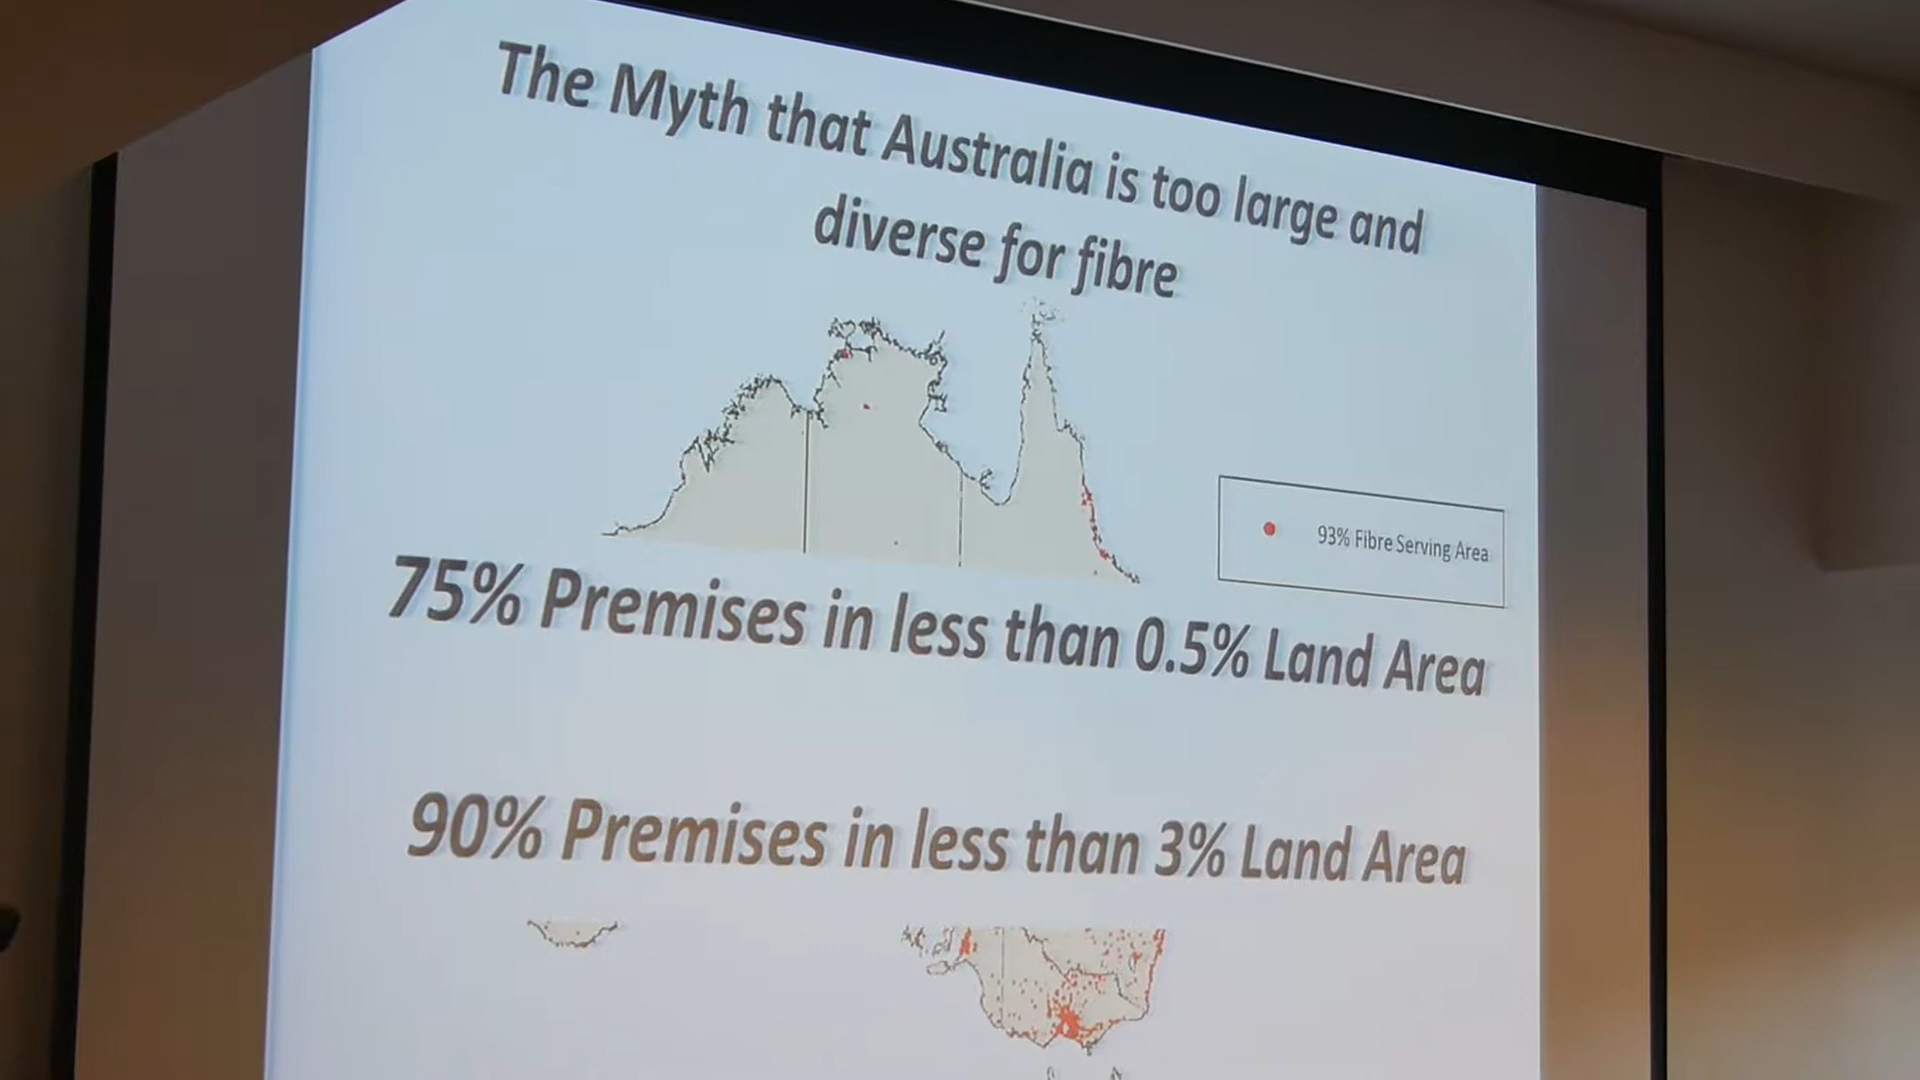 The Myth that Australia is too large and
diverse for fibre
93% Fibre Serving Area
75% Premises in less than 0.5% Land Area
90% Premises in less than 3% Land Area